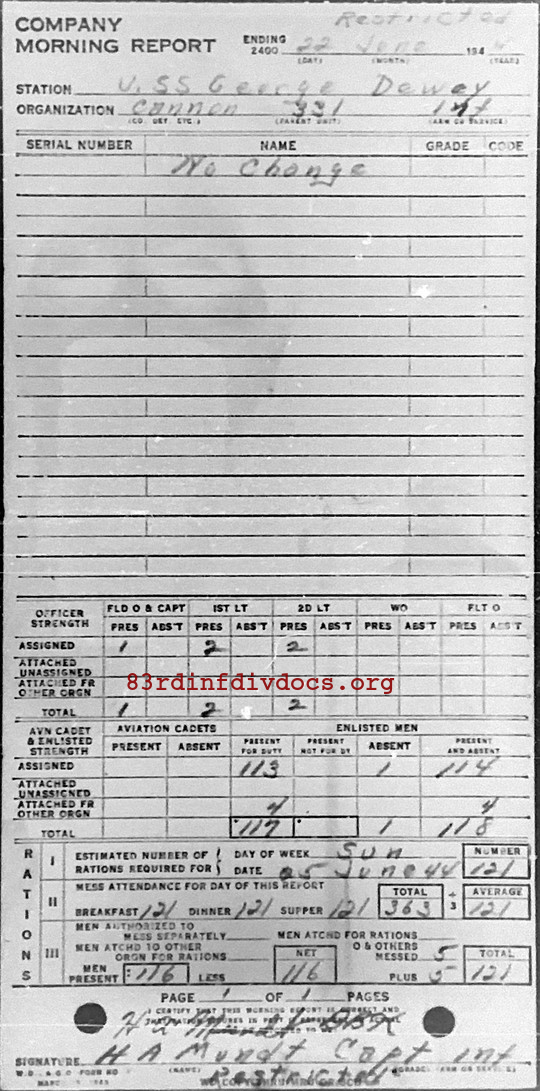 Restricted
COMPANY
MORNING REPORT ENDING 2400 22 June 1944
(DAY) (MONTH) (YEAR)
STATION U.SS George Dewey
ORGANIZATION Cannon 331 Inf
(CO. DET. ETC.) (PARENT UNIT) (ARM OR SERVICE)
SERIAL NUMBER NAME GRADE CODE
No Change
OFFICER STRENGTH FLD O & CAPT 1ST LT 2D LT WO FLT O
PRES ABS'T PRES ABS'T PRES ABS'T PRES ABS'T PRES ABS'T
ASSIGNED 1 2 2
ATTACHED UNASSIGNED
ATTACHED FR OTHER ORGN
83rdinfdivdocs.org
TOTAL 1 2 2
AVN CADET & ENLISTED STRENGTH AVIATION CADETS ENLISTED MEN
PRESENT ABSENT PRESENT FOR DUTY PRESENT NOT FOR DY ABSENT PRESENT AND ABSENT
ASSIGNED 113 1 114
ATTACHED UNASSIGNED
ATTACHED FR OTHER ORGN 4 4
TOTAL 117 1 118
RATIONS
I ESTIMATED NUMBER OF RATIONS REQUIRED FOR DAY OF WEEK Sun NUMBER
DATE 25 June 44 121
II MESS ATTENDANCE FOR DAY OF THIS REPORT TOTAL ÷ 3 AVERAGE
BREAKFAST 121 DINNER 121 SUPPER 121 363 121
III MEN AUTHORIZED TO MESS SEPARATELY MEN ATCHD FOR RATIONS
MEN ATCHD TO OTHER ORGN FOR RATIONS NET O & OTHERS MESSED 5 TOTAL
MEN PRESENT 116 LESS 116 PLUS 5 121
PAGE 1 OF 1 PAGES
I CERTIFY THAT THIS MORNING REPORT IS CORRECT AND
SIGNATURE H A Mundt Capt Inf
(NAME) (GRADE) (ARM OR SERVICE)
Restricted